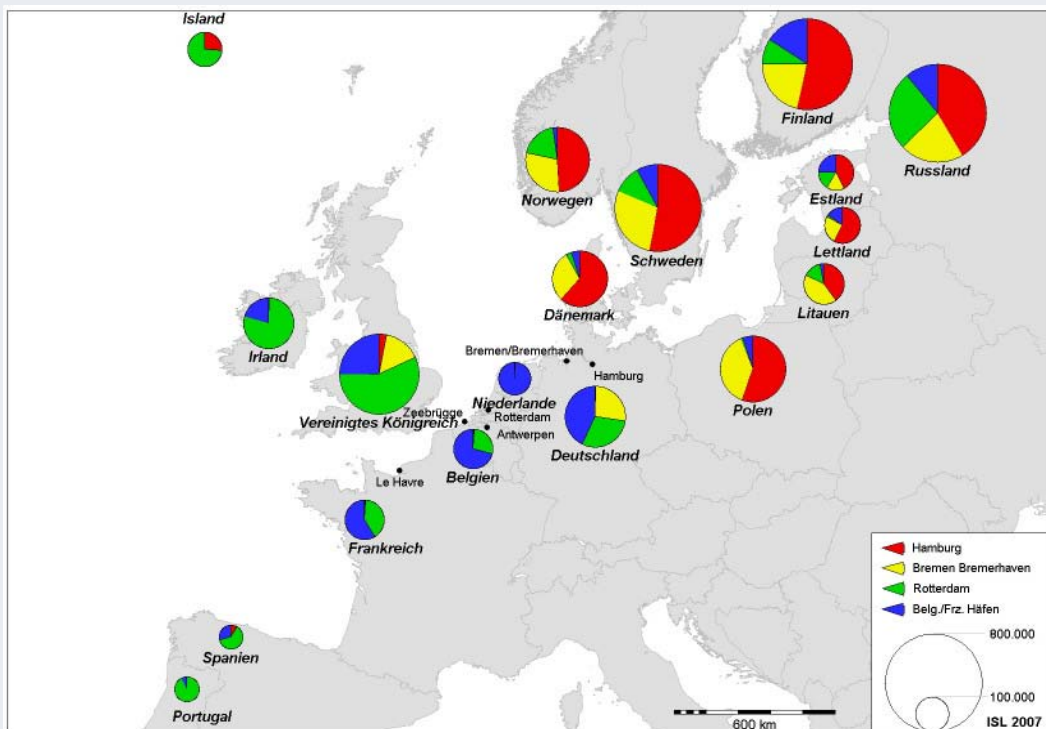 Island
Finland
Russland
Norwegen
Estland
Schweden
Lettland
Litauen
Dänemark
Irland
Bremen/Bremerhaven
Hamburg
Niederlande
Polen
Zeebrügge
Rotterdam
Vereinigtes Königreich
Antwerpen
Deutschland
Belgien
Le Havre
Frankreich
Spanien
Portugal
Hamburg
Bremen Bremerhaven
Rotterdam
Belg./Frz. Häfen
800.000
100.000
600 km
ISL 2007